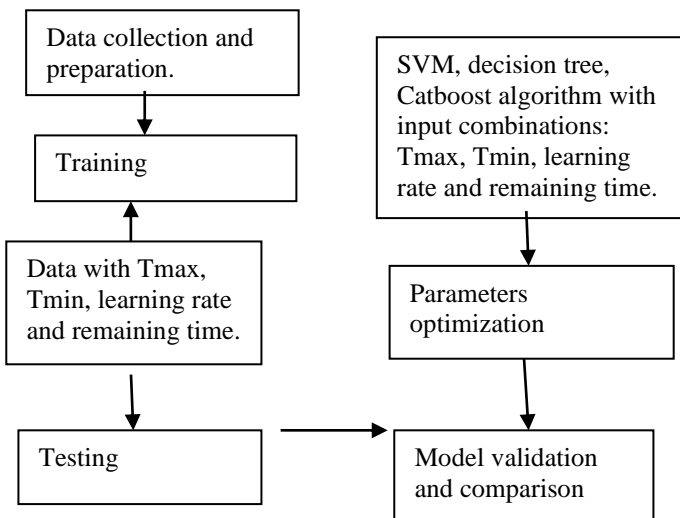 Data collection and
preparation.
Training
Data with Tmax,
Tmin, learning rate
and remaining time.
Testing
SVM, decision tree,
Catboost algorithm with
input combinations:
Tmax, Tmin, learning
rate and remaining time.
Parameters
optimization
Model validation
and comparison